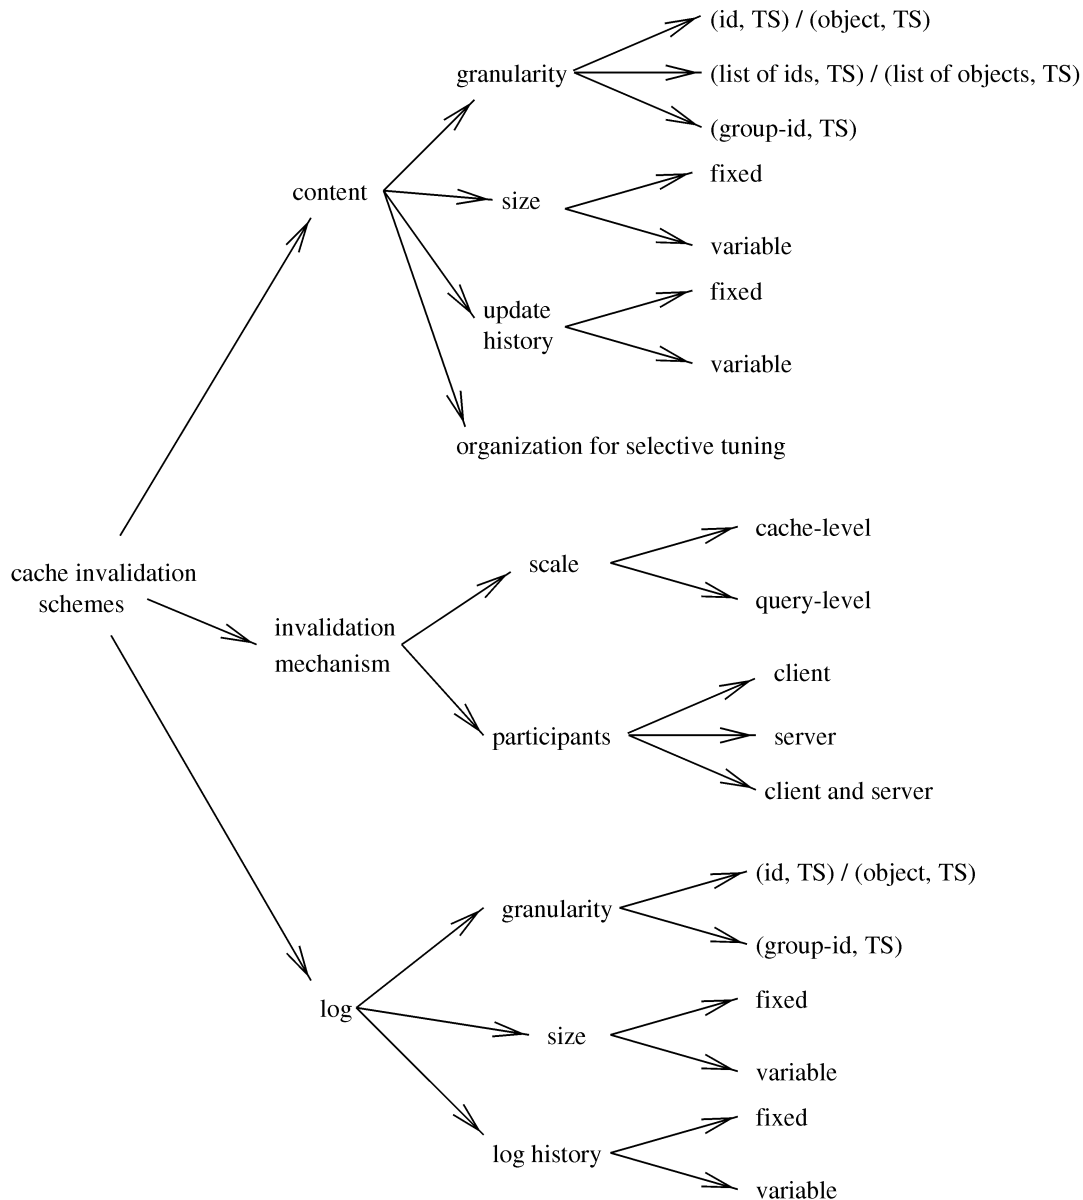 (id, TS) / (object, TS)
granularity
(list of ids, TS) / (list of objects, TS)
(group-id, TS)
content
size
fixed
variable
update
history
fixed
variable
organization for selective tuning
cache invalidation
schemes
invalidation
mechanism
scale
cache-level
query-level
participants
client
server
client and server
log
granularity
(id, TS) / (object, TS)
(group-id, TS)
size
fixed
variable
log history
fixed
variable